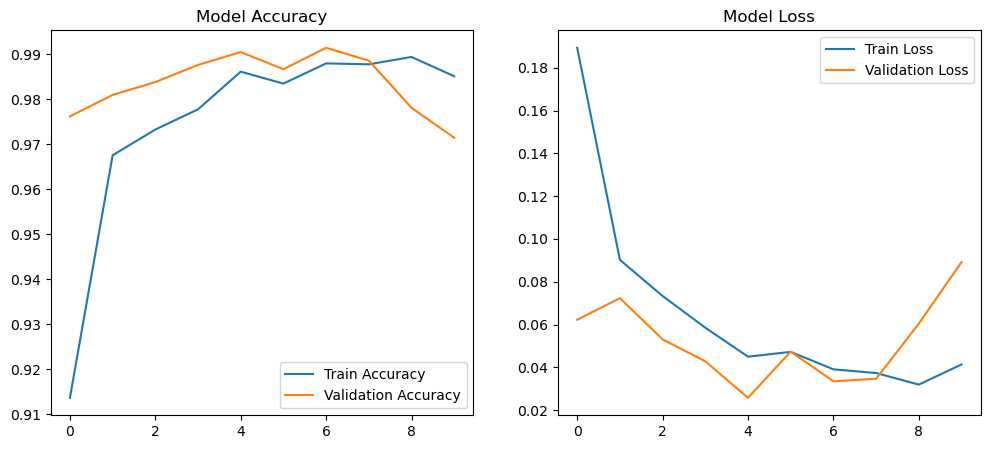 Model Accuracy
0.99
0.98
0.97
0.96
0.95
0.94
0.93
0.92
0.91
0 2 4 6 8
Train Accuracy
Validation Accuracy
Model Loss
0.18
0.16
0.14
0.12
0.10
0.08
0.06
0.04
0.02
0 2 4 6 8
Train Loss
Validation Loss